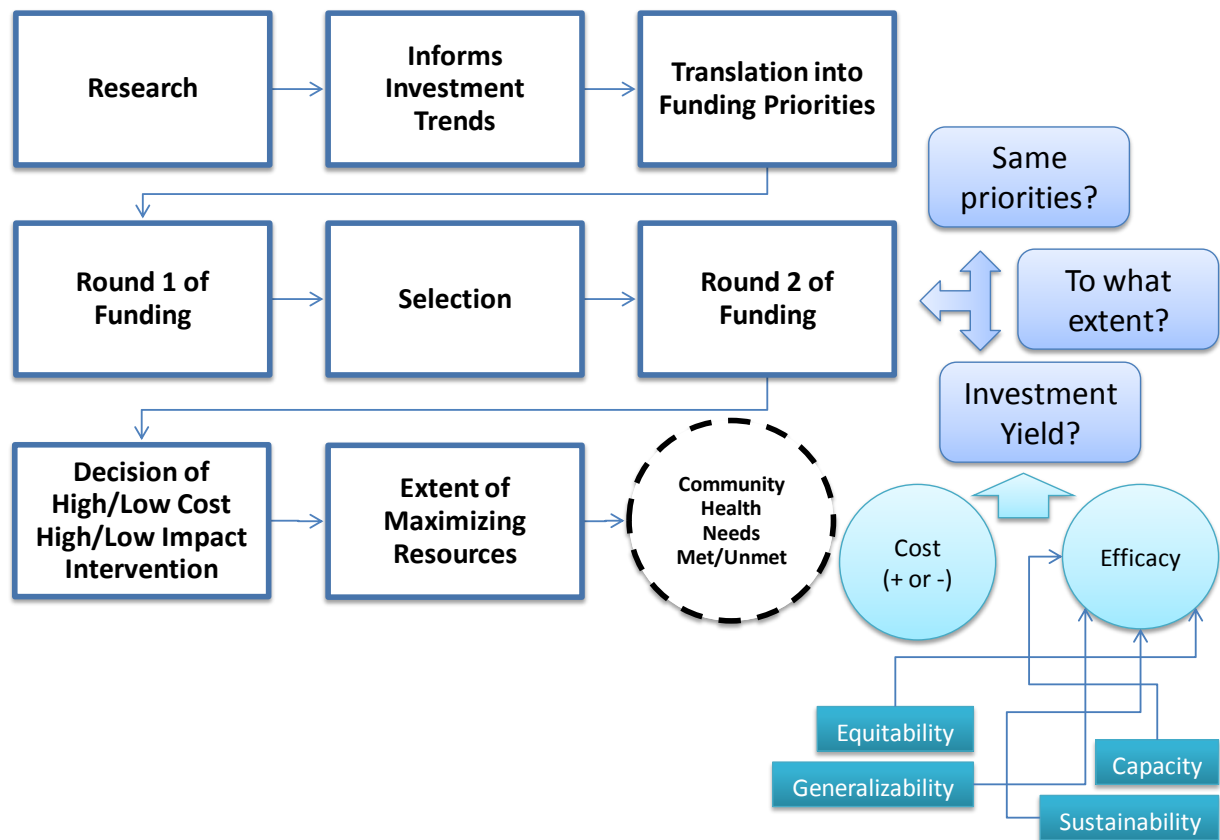 Research
Informs
Investment
Trends
Translation into
Funding Priorities
Same
priorities?
Round 1 of
Funding
Selection
Round 2 of
Funding
To what
extent?
Investment
Yield?
Decision of
High/Low Cost
High/Low Impact
Intervention
Extent of
Maximizing
Resources
Community
Health
Needs
Met/Unmet
Cost
(+ or -)
Efficacy
Equitability
Capacity
Generalizability
Sustainability